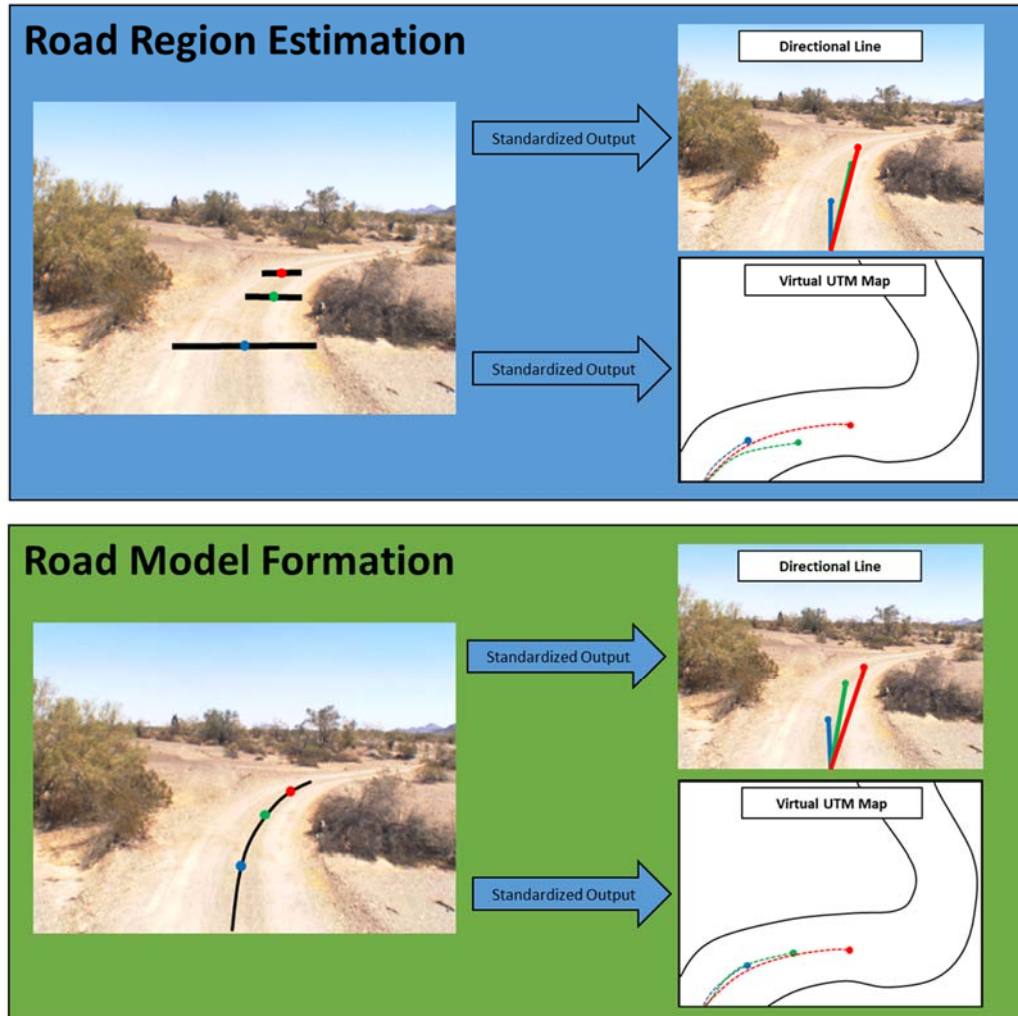 Road Region Estimation
Directional Line
Standardized Output
Virtual UTM Map
Standardized Output
Road Model Formation
Directional Line
Standardized Output
Virtual UTM Map
Standardized Output